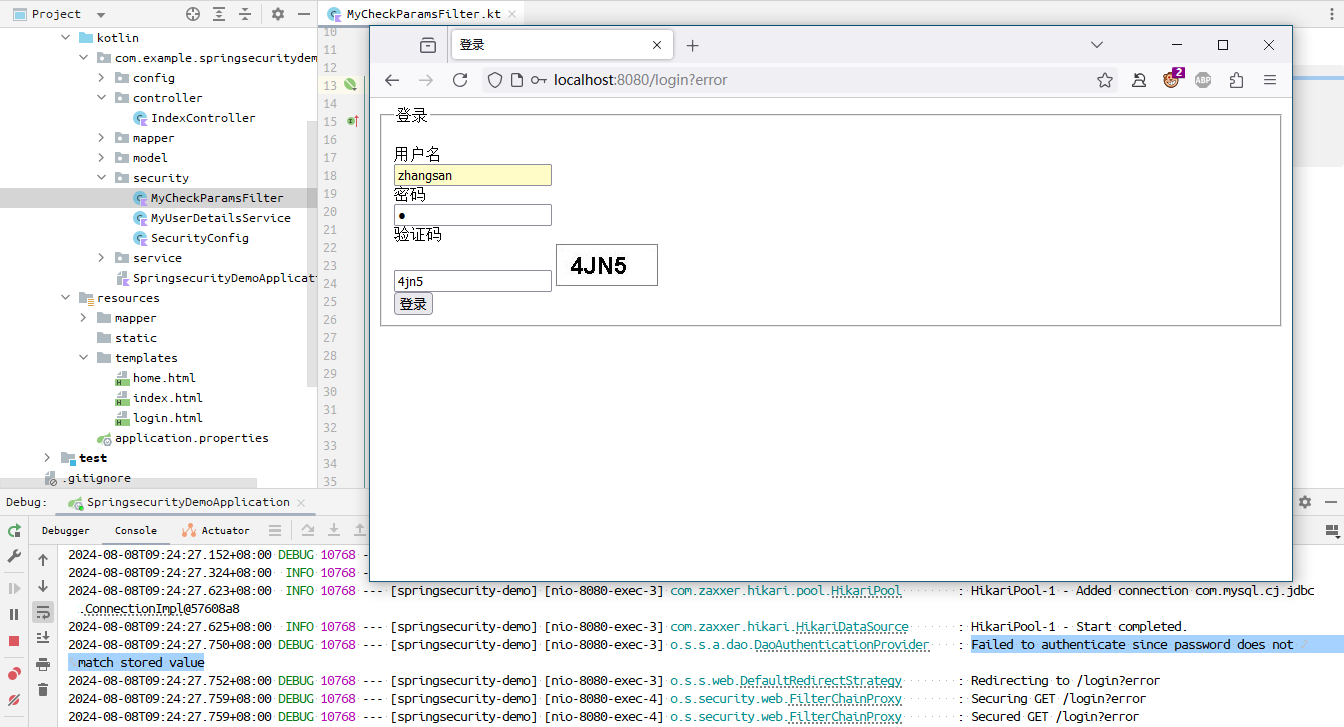 Project
MyCheckParamsFilter.kt
kotlin
com.example.springsecuritydem
config
controller
IndexController
mapper
model
security
MyCheckParamsFilter
MyUserDetailsService
SecurityConfig
service
SpringsecurityDemoApplicat
resources
mapper
static
templates
home.html
index.html
login.html
application.properties
test
.gitignore
10
11
12
13
14
15
16
17
18
19
20
21
22
23
24
25
26
27
28
29
30
31
32
33
34
35
登录
localhost:8080/login?error
2
ABP
登录
用户名
zhangsan
密码
验证码
4JN5
4jn5
登录
Debug:
SpringsecurityDemoApplication
Debugger
Console
Actuator
2024-08-08T09:24:27.152+08:00 DEBUG 10768 --
2024-08-08T09:24:27.324+08:00 INFO 10768 --
2024-08-08T09:24:27.623+08:00 INFO 10768 --- [springsecurity-demo] [nio-8080-exec-3] com.zaxxer.hikari.pool.HikariPool : HikariPool-1 - Added connection com.mysql.cj.jdbc
.ConnectionImpl@57608a8
2024-08-08T09:24:27.625+08:00 INFO 10768 --- [springsecurity-demo] [nio-8080-exec-3] com.zaxxer.hikari.HikariDataSource : HikariPool-1 - Start completed.
2024-08-08T09:24:27.750+08:00 DEBUG 10768 --- [springsecurity-demo] [nio-8080-exec-3] o.s.s.a.dao.DaoAuthenticationProvider : Failed to authenticate since password does not
match stored value
2024-08-08T09:24:27.752+08:00 DEBUG 10768 --- [springsecurity-demo] [nio-8080-exec-3] o.s.s.web.DefaultRedirectStrategy : Redirecting to /login?error
2024-08-08T09:24:27.759+08:00 DEBUG 10768 --- [springsecurity-demo] [nio-8080-exec-4] o.s.security.web.FilterChainProxy : Securing GET /login?error
2024-08-08T09:24:27.759+08:00 DEBUG 10768 --- [springsecurity-demo] [nio-8080-exec-4] o.s.security.web.FilterChainProxy : Secured GET /login?error